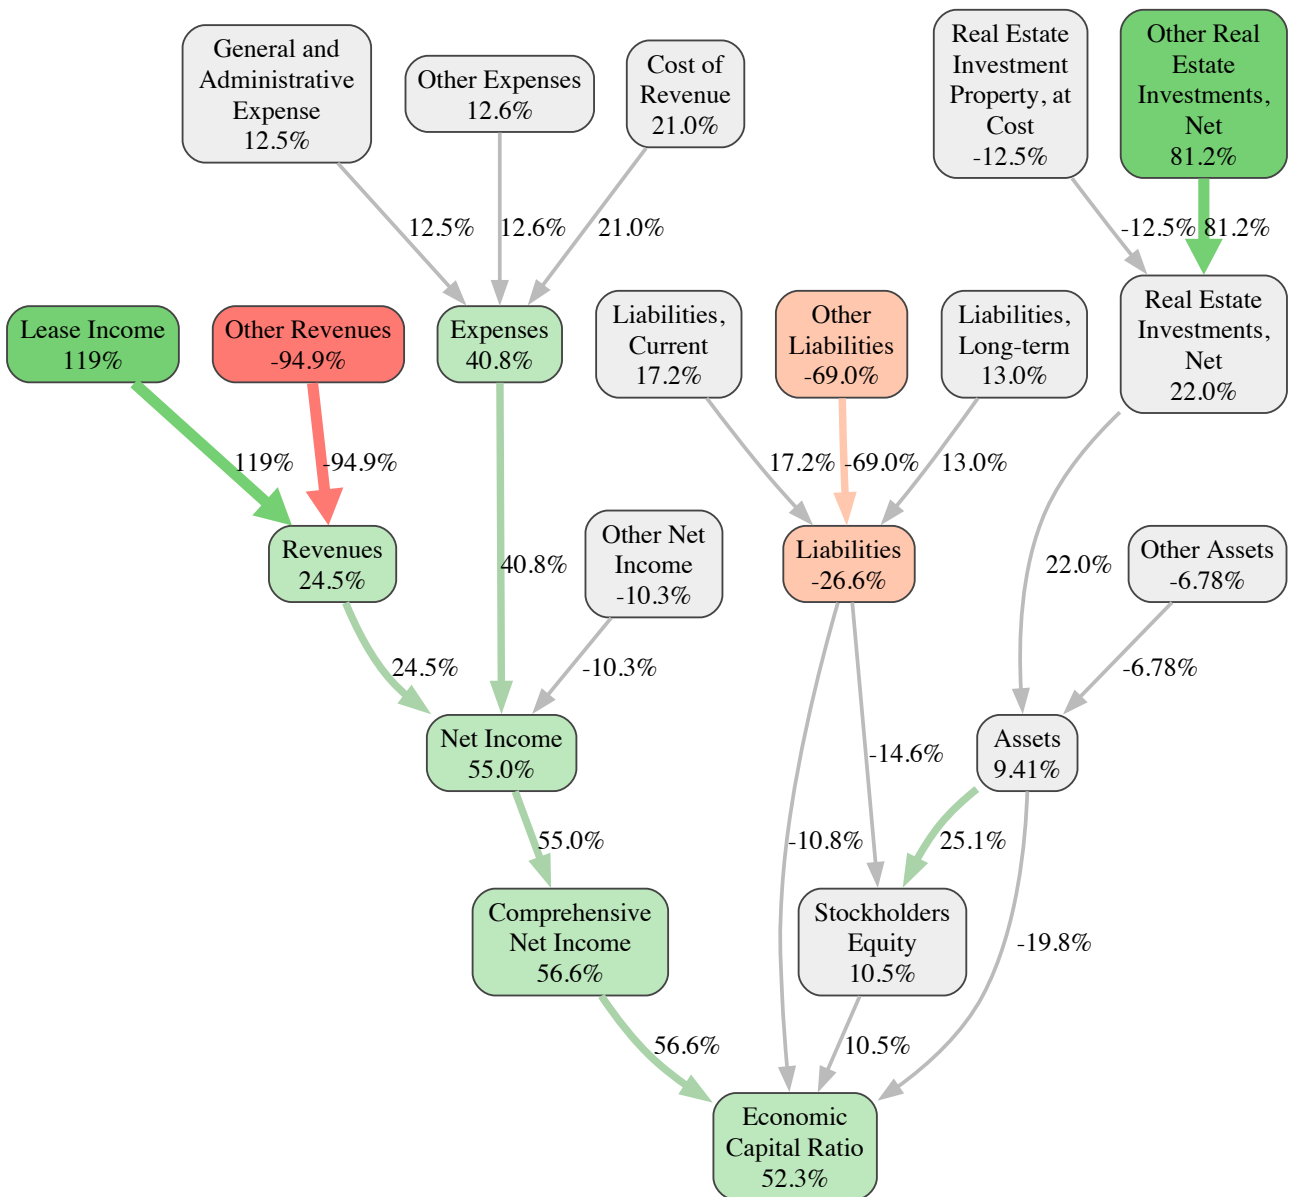 General and
Administrative
Expense
12.5%
Other Expenses
12.6%
Cost of
Revenue
21.0%
Real Estate
Investment
Property, at
Cost
-12.5%
Other Real
Estate
Investments,
Net
81.2%
12.5%
12.6%
21.0%
-12.5%
81.2%
Lease Income
119%
Other Revenues
-94.9%
Expenses
40.8%
Liabilities,
Current
17.2%
Other
Liabilities
-69.0%
Liabilities,
Long-term
13.0%
Real Estate
Investments,
Net
22.0%
119%
-94.9%
17.2%
-69.0%
13.0%
Revenues
24.5%
40.8%
Other Net
Income
-10.3%
Liabilities
-26.6%
22.0%
Other Assets
-6.78%
24.5%
-10.3%
-6.78%
Net Income
55.0%
-14.6%
Assets
9.41%
55.0%
-10.8%
25.1%
Comprehensive
Net Income
56.6%
Stockholders
Equity
10.5%
-19.8%
56.6%
10.5%
Economic
Capital Ratio
52.3%